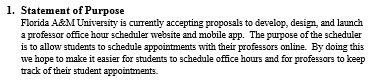 1. Statement of Purpose
Florida A&M University is currently accepting proposals to develop, design, and launch
a professor office hour scheduler website and mobile app. The purpose of the scheduler
is to allow students to schedule appointments with their professors online. By doing this
we hope to make it easier for students to schedule office hours and for professors to keep
track of their student appointments.